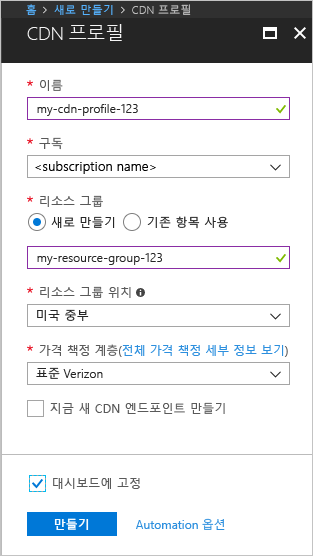 홈 > 새로 만들기 > CDN 프로필
CDN 프로필
* 이름
my-cdn-profile-123
* 구독
<subscription name>
* 리소스 그룹
새로 만들기 기존 항목 사용
my-resource-group-123
* 리소스 그룹 위치
미국 중부
* 가격 책정 계층(전체 가격 책정 세부 정보 보기)
표준 Verizon
지금 새 CDN 엔드포인트 만들기
대시보드에 고정
만들기 Automation 옵션